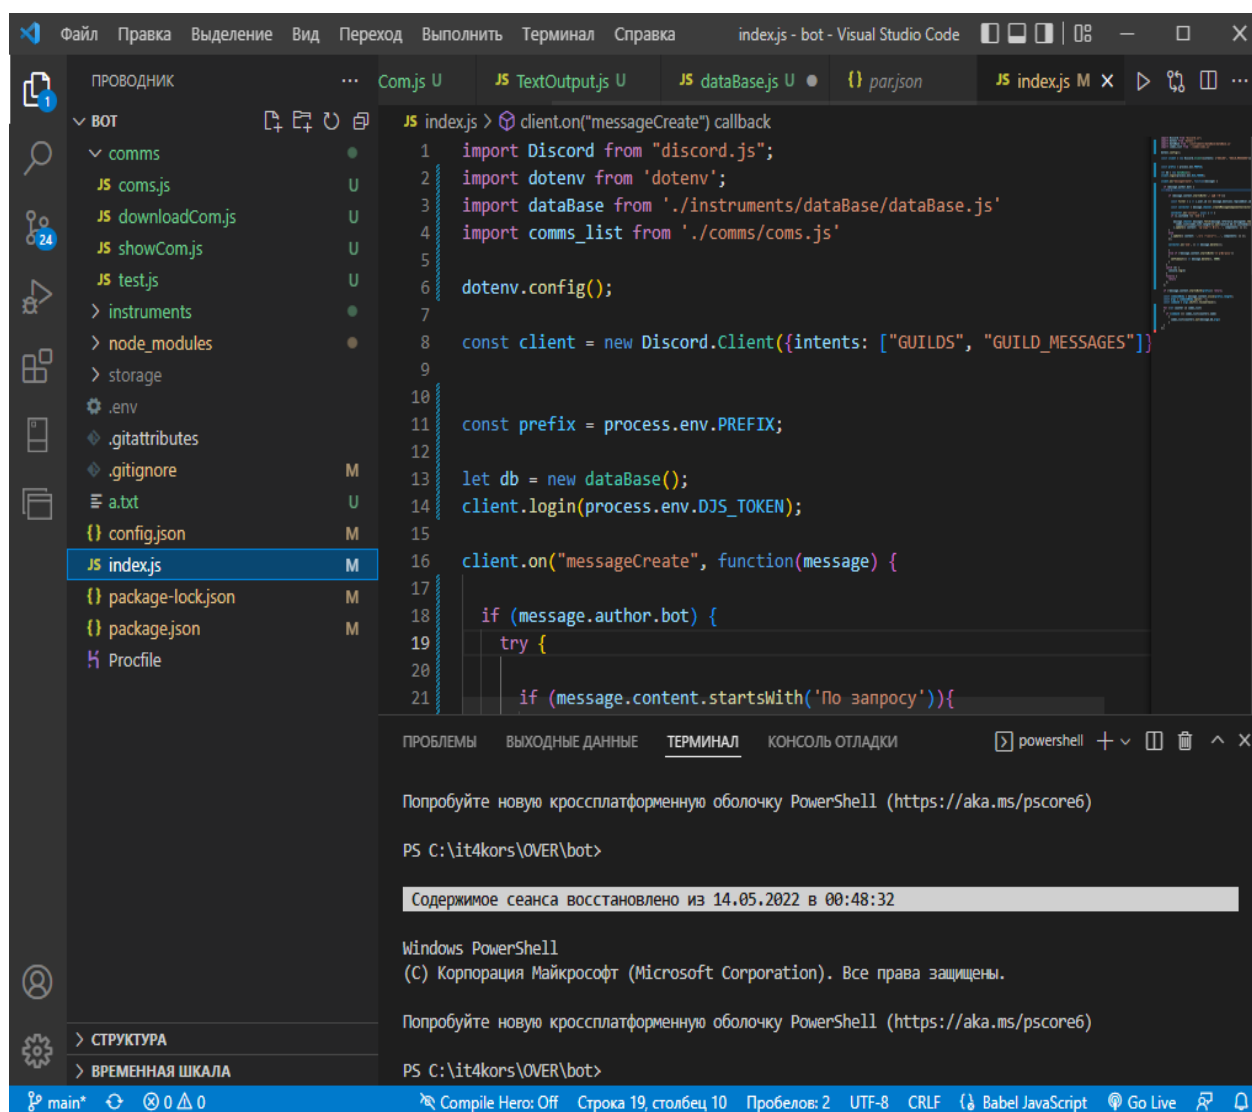 Файл Правка Выделение Вид Переход Выполнить Терминал Справка index.js - bot - Visual Studio Code
ПРОВОДНИК ...
Com.js U JS TextOutput.js U JS dataBase.js U {} par.json JS index.js M
BOT
JS index.js > client.on("messageCreate") callback
comms
JS coms.js U
JS downloadCom.js U
JS showCom.js U
JS test.js U
instruments
node_modules
storage
.env
.gitattributes
.gitignore M
a.txt U
{} config.json M
JS index.js M
{} package-lock.json M
{} package.json M
Procfile
1 import Discord from "discord.js";
2 import dotenv from 'dotenv';
3 import dataBase from './instruments/dataBase/dataBase.js'
4 import comms_list from './comms/coms.js'
5
6 dotenv.config();
7
8 const client = new Discord.Client({intents: ["GUILDS", "GUILD_MESSAGES"]}
9
10
11 const prefix = process.env.PREFIX;
12
13 let db = new dataBase();
14 client.login(process.env.DJS_TOKEN);
15
16 client.on("messageCreate", function(message) {
17
18 if (message.author.bot) {
19 try {
20
21 if (message.content.startsWith('По запросу')){
ПРОБЛЕМЫ ВЫХОДНЫЕ ДАННЫЕ ТЕРМИНАЛ КОНСОЛЬ ОТЛАДКИ powershell
Попробуйте новую кроссплатформенную оболочку PowerShell (https://aka.ms/pscore6)
PS C:\it4kors\OVER\bot>
Содержимое сеанса восстановлено из 14.05.2022 в 00:48:32
Windows PowerShell
(C) Корпорация Майкрософт (Microsoft Corporation). Все права защищены.
Попробуйте новую кроссплатформенную оболочку PowerShell (https://aka.ms/pscore6)
PS C:\it4kors\OVER\bot>
1
24
СТРУКТУРА
ВРЕМЕННАЯ ШКАЛА
main* 0 0 Compile Hero: Off Строка 19, столбец 10 Пробелов: 2 UTF-8 CRLF Babel JavaScript Go Live